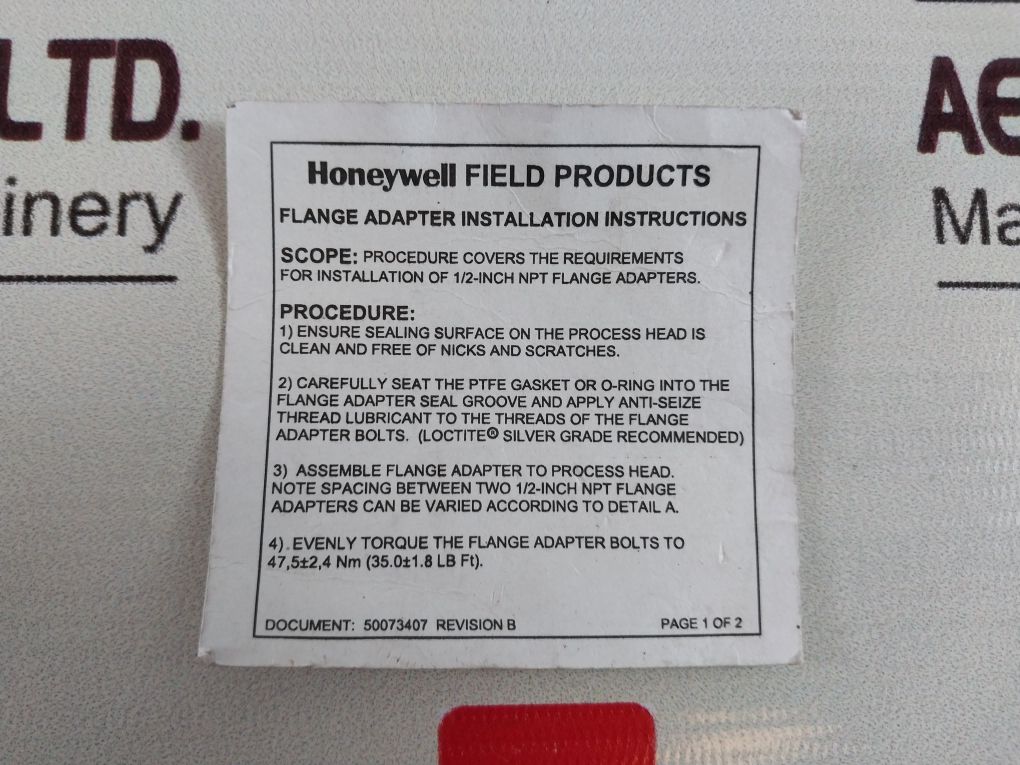 LTD.
inery
Honeywell FIELD PRODUCTS
FLANGE ADAPTER INSTALLATION INSTRUCTIONS
SCOPE: PROCEDURE COVERS THE REQUIREMENTS
FOR INSTALLATION OF 1/2-INCH NPT FLANGE ADAPTERS.
PROCEDURE:
1) ENSURE SEALING SURFACE ON THE PROCESS HEAD IS
CLEAN AND FREE OF NICKS AND SCRATCHES.
2) CAREFULLY SEAT THE PTFE GASKET OR O-RING INTO THE
FLANGE ADAPTER SEAL GROOVE AND APPLY ANTI-SEIZE
THREAD LUBRICANT TO THE THREADS OF THE FLANGE
ADAPTER BOLTS. (LOCTITE® SILVER GRADE RECOMMENDED)
3) ASSEMBLE FLANGE ADAPTER TO PROCESS HEAD.
NOTE SPACING BETWEEN TWO 1/2-INCH NPT FLANGE
ADAPTERS CAN BE VARIED ACCORDING TO DETAIL A.
4) EVENLY TORQUE THE FLANGE ADAPTER BOLTS TO
47,5±2,4 Nm (35.0±1.8 LB Ft).
DOCUMENT: 50073407 REVISION B PAGE 1 OF 2
Ma